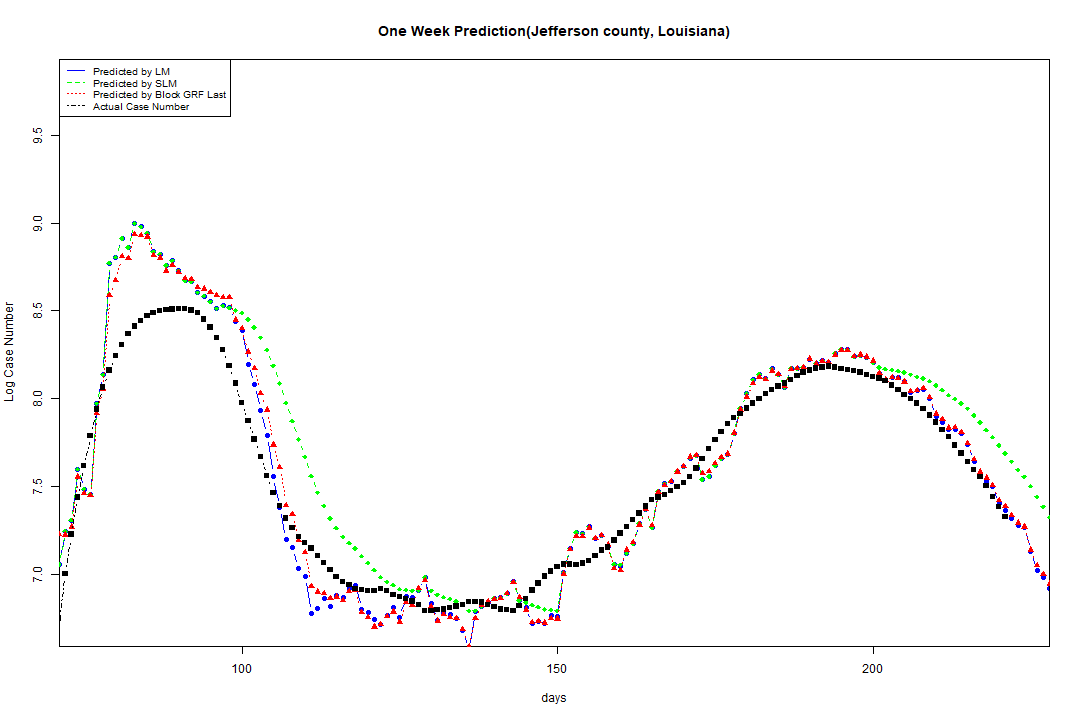 One Week Prediction(Jefferson county, Louisiana)
Predicted by LM
Predicted by SLM
Predicted by Block GRF Last
Actual Case Number
9.5
9.0
8.5
8.0
7.5
7.0
Log Case Number
100 150 200
days